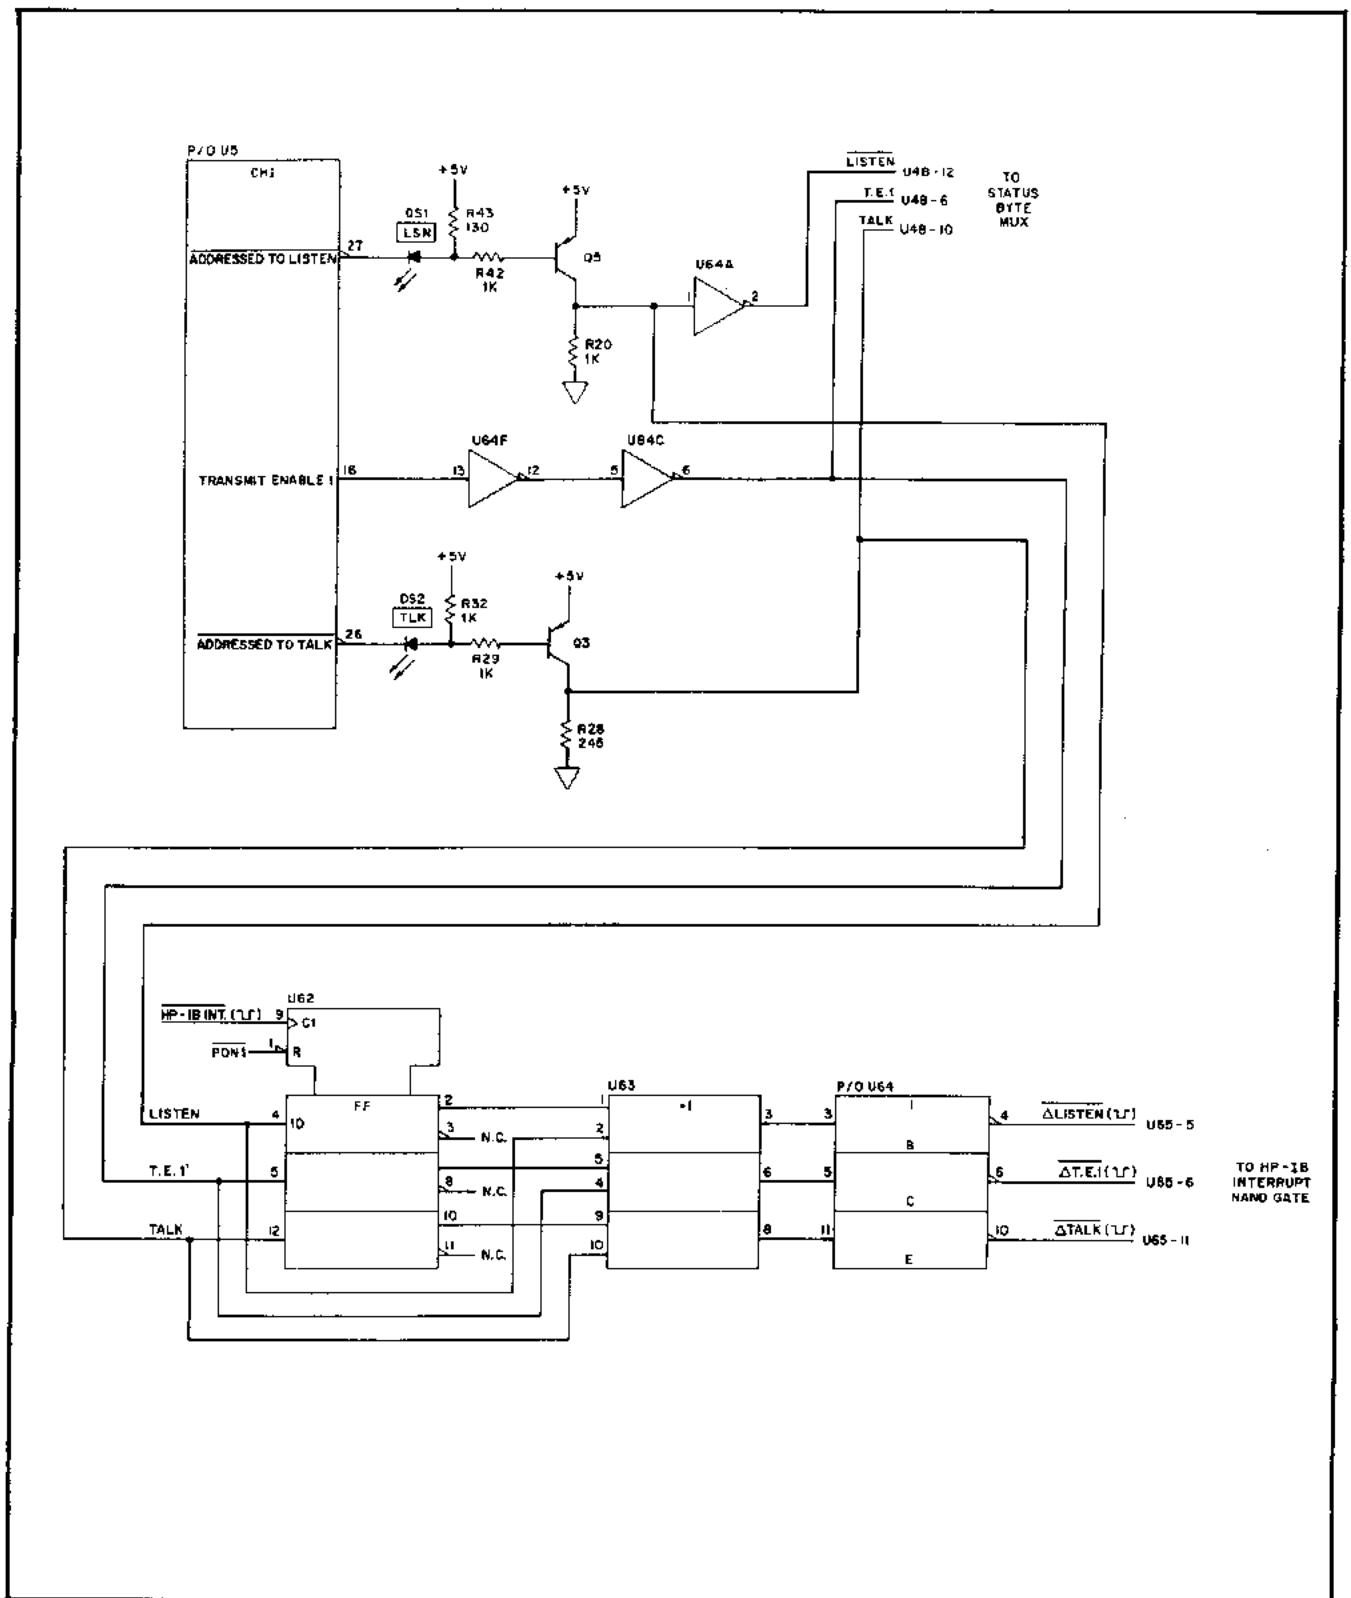 P/O U5
CHI
ADDRESSED TO LISTEN
27
DS1
LSN
+5V
R43
130
R42
1K
+5V
Q5
R20
1K
U64A
1
2
LISTEN
U48-12
T.E.1
U48-6
TALK
U48-10
TO
STATUS
BYTE
MUX
TRANSMIT ENABLE 1
16
U64F
13
12
U84C
5
6
ADDRESSED TO TALK
26
DS2
TLK
+5V
R32
1K
R29
1K
+5V
Q3
R28
246
HP-IB INT.
9
PON
1
U62
C1
R
LISTEN
4
1D
FF
2
3
N.C.
T.E.1'
5
8
N.C.
TALK
12
10
11
N.C.
U63
=1
1
2
3
5
4
6
9
10
8
P/O U64
1
3
B
4
5
C
6
11
E
10
ΔLISTEN
U65-5
ΔT.E.1
U65-6
ΔTALK
U65-11
TO HP-IB
INTERRUPT
NAND GATE